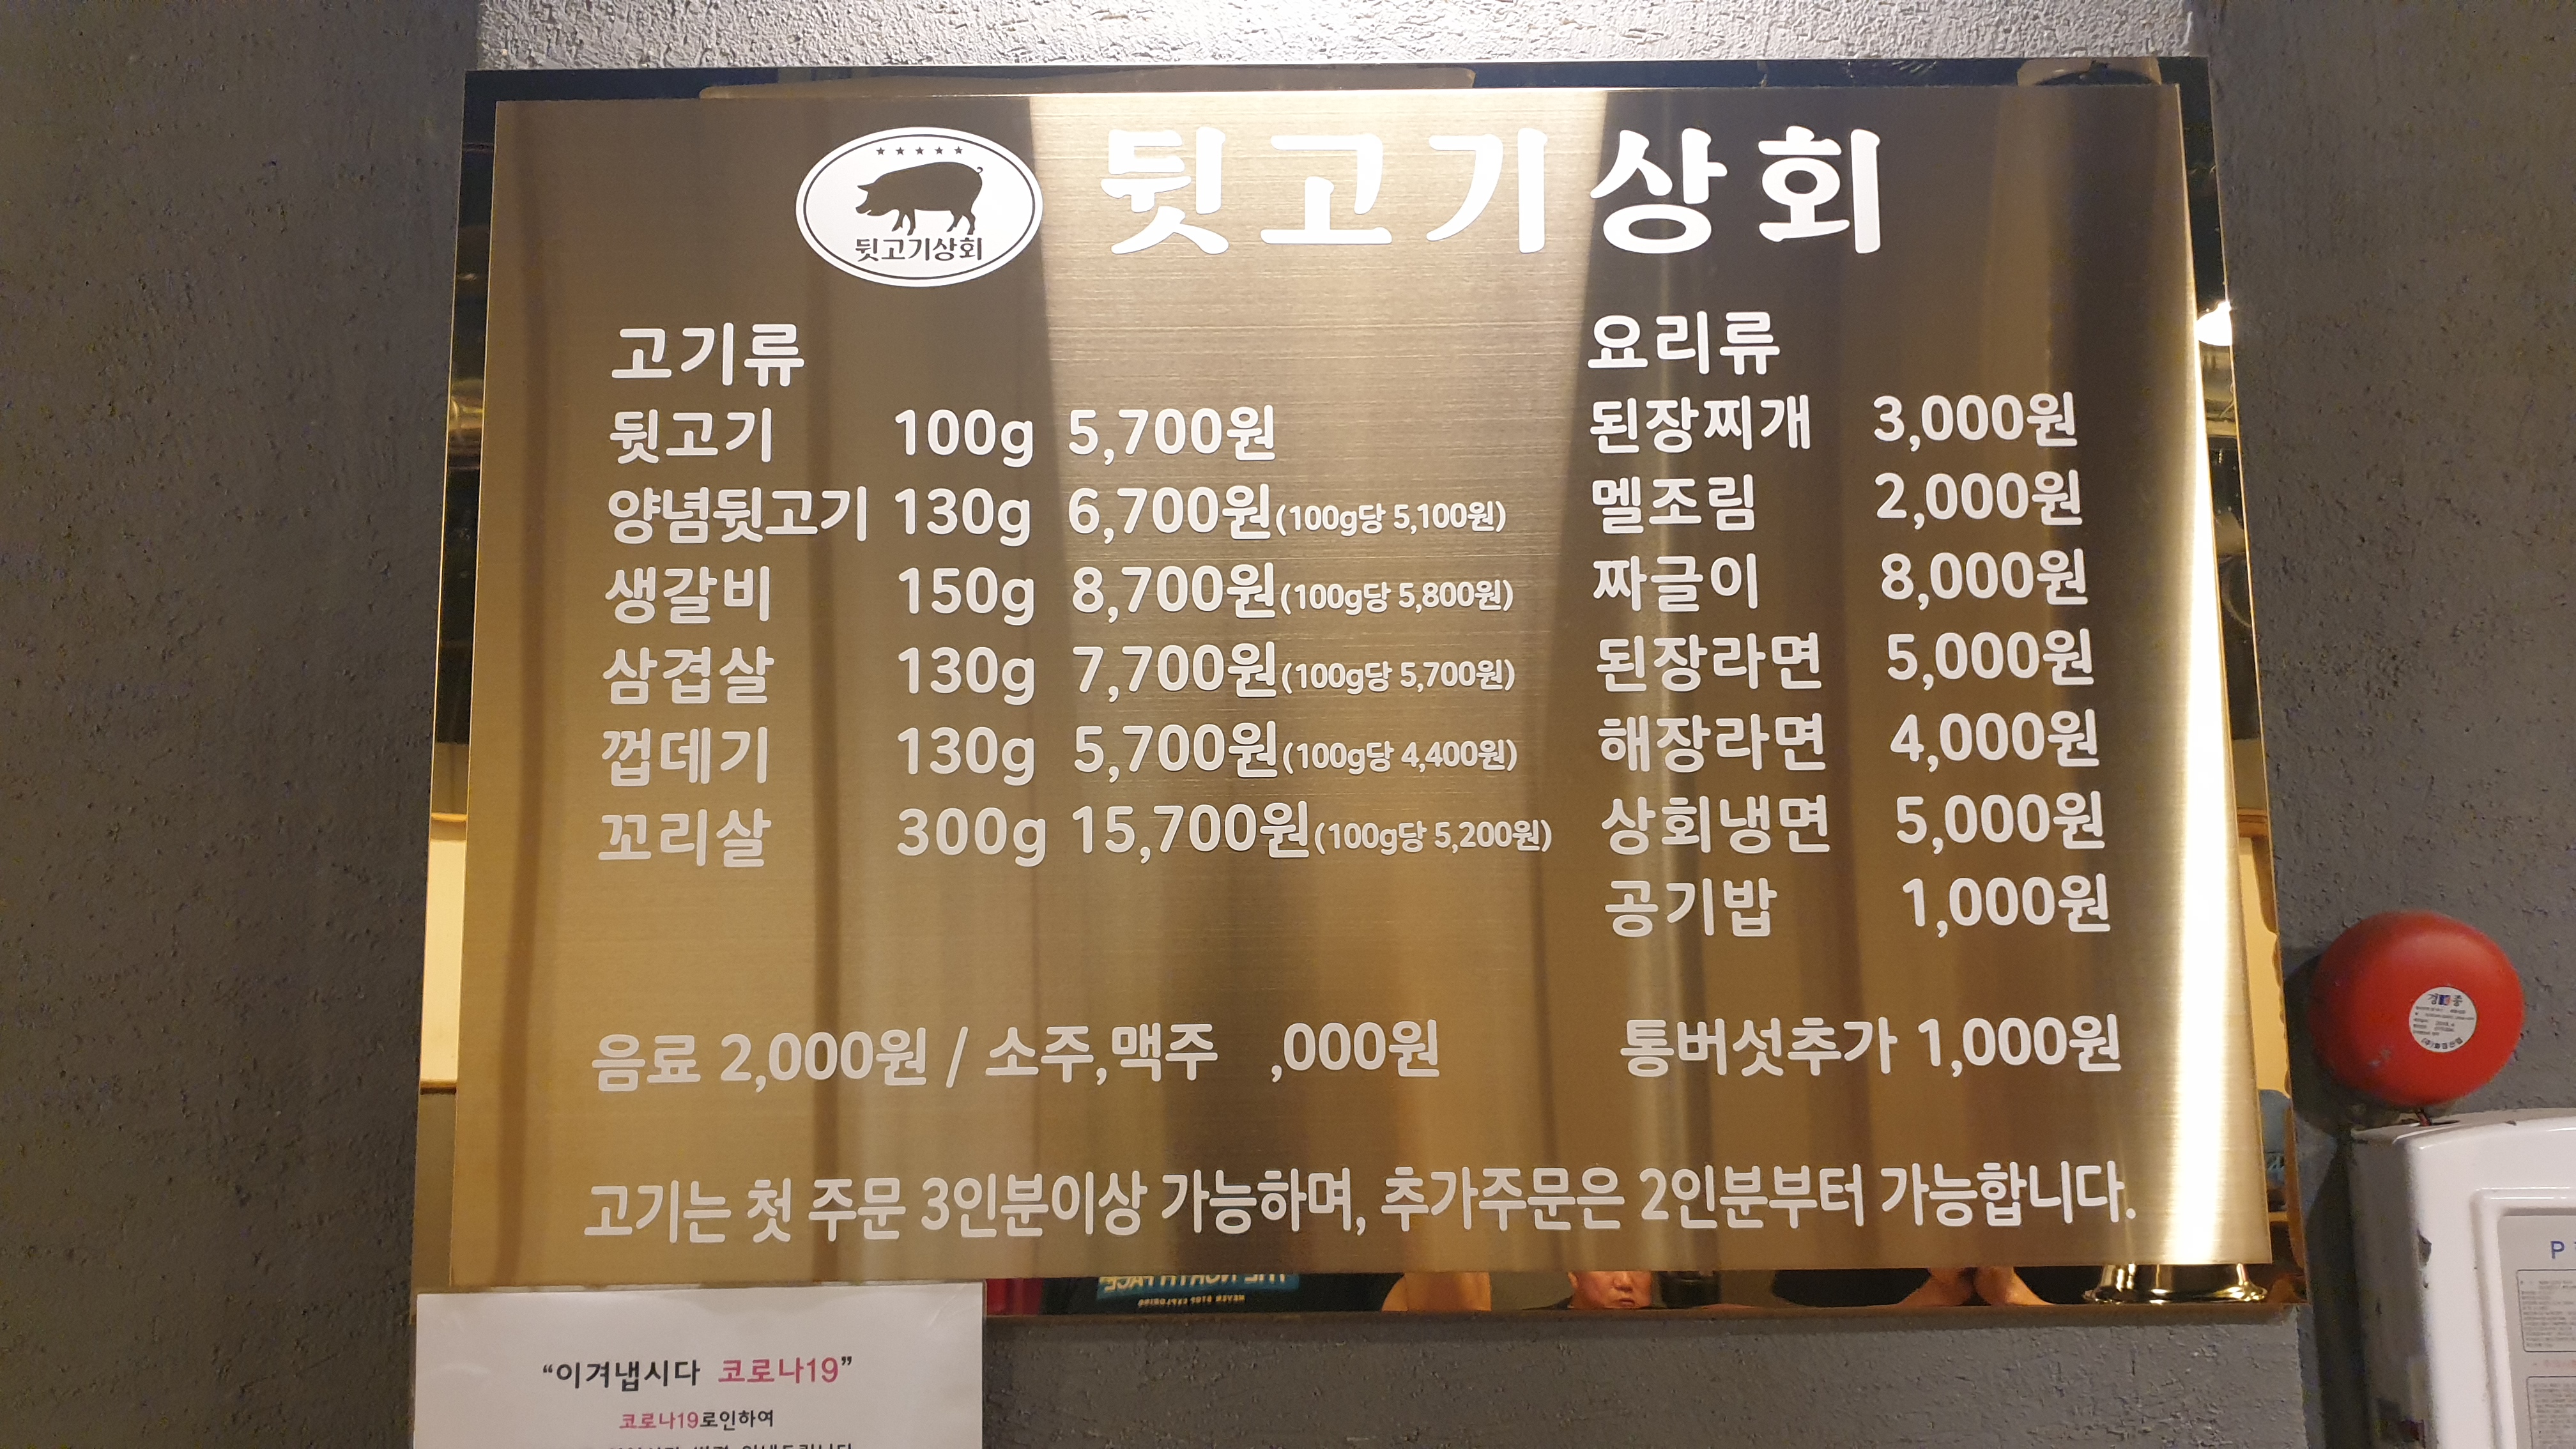 뒷고기상회
뒷고기상회
고기류
뒷고기 100g 5,700원
양념뒷고기 130g 6,700원(100g당 5,100원)
생갈비 150g 8,700원(100g당 5,800원)
삼겹살 130g 7,700원(100g당 5,700원)
껍데기 130g 5,700원(100g당 4,400원)
꼬리살 300g 15,700원(100g당 5,200원)
요리류
된장찌개 3,000원
멜조림 2,000원
짜글이 8,000원
된장라면 5,000원
해장라면 4,000원
상회냉면 5,000원
공기밥 1,000원
음료 2,000원 / 소주,맥주 ,000원
통버섯추가 1,000원
고기는 첫 주문 3인분이상 가능하며, 추가주문은 2인분부터 가능합니다.
THE NORTH FACE
NEVER STOP EXPLORING
“이겨냅시다 코로나19”
코로나19로인하여
P